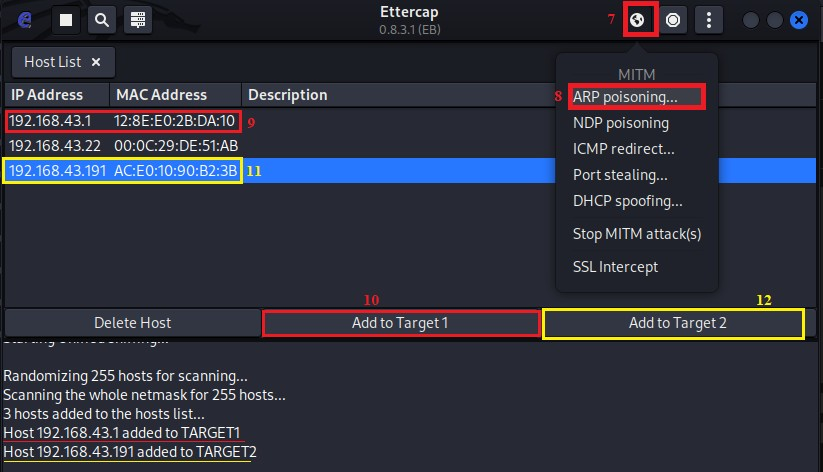 Ettercap
0.8.3.1 (EB)
7
Host List ×
MITM
IP Address MAC Address Description
8 ARP poisoning...
192.168.43.1 12:8E:E0:2B:DA:10 9
NDP poisoning
192.168.43.22 00:0C:29:DE:51:AB
ICMP redirect...
192.168.43.191 AC:E0:10:90:B2:3B 11
Port stealing...
DHCP spoofing...
Stop MITM attack(s)
SSL Intercept
10
12
Delete Host
Add to Target 1
Add to Target 2
Randomizing 255 hosts for scanning...
Scanning the whole netmask for 255 hosts...
3 hosts added to the hosts list...
Host 192.168.43.1 added to TARGET1
Host 192.168.43.191 added to TARGET2